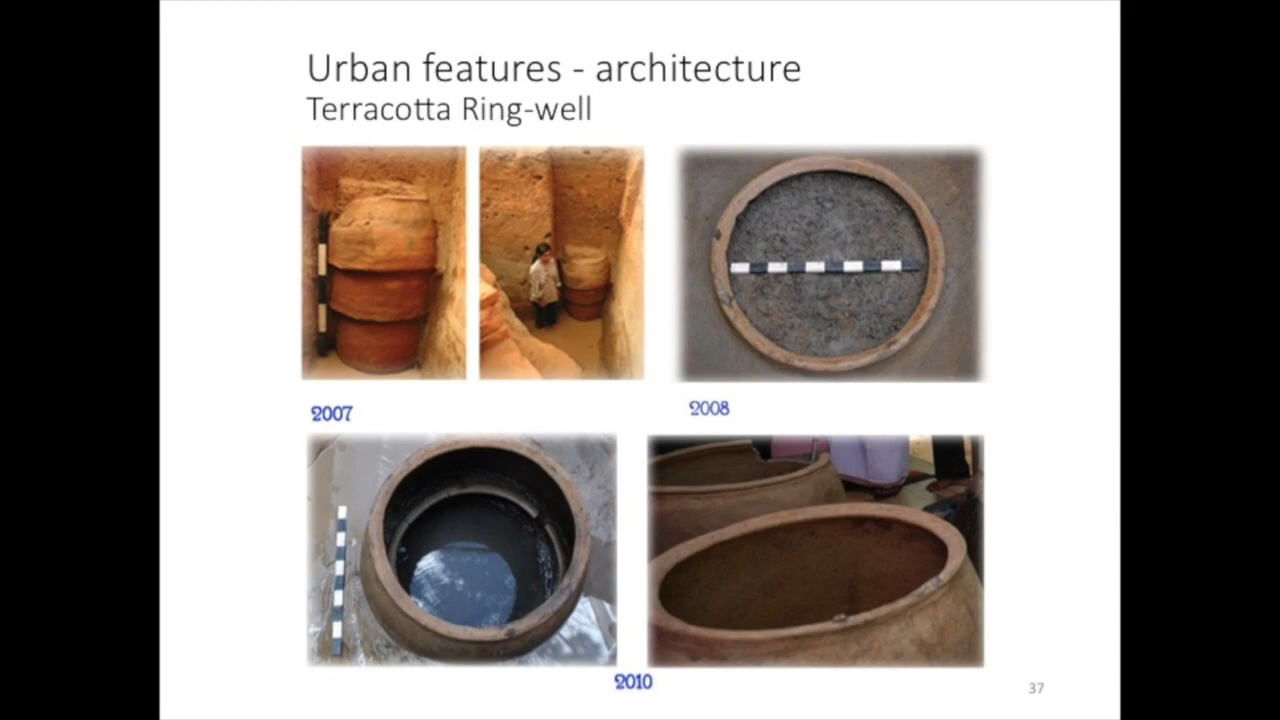 Urban features - architecture
Terracotta Ring-well
2007
2008
2010
37